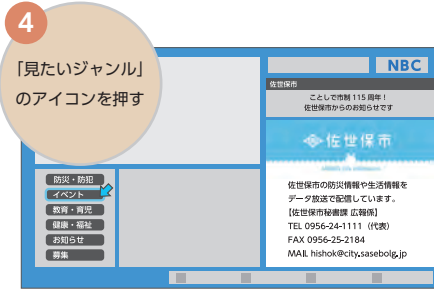 4
「見たいジャンル」
のアイコンを押す
NBC
佐世保市
ことしで市制 115 周年！
佐世保市からのお知らせです
佐世保市
防災・防犯
イベント
教育・育児
健康・福祉
お知らせ
募集
佐世保市の防災情報や生活情報を
データ放送で配信しています。
【佐世保市秘書課 広報係】
TEL 0956-24-1111（代表）
FAX 0956-25-2184
MAIL hishok@city.sasebolg.jp